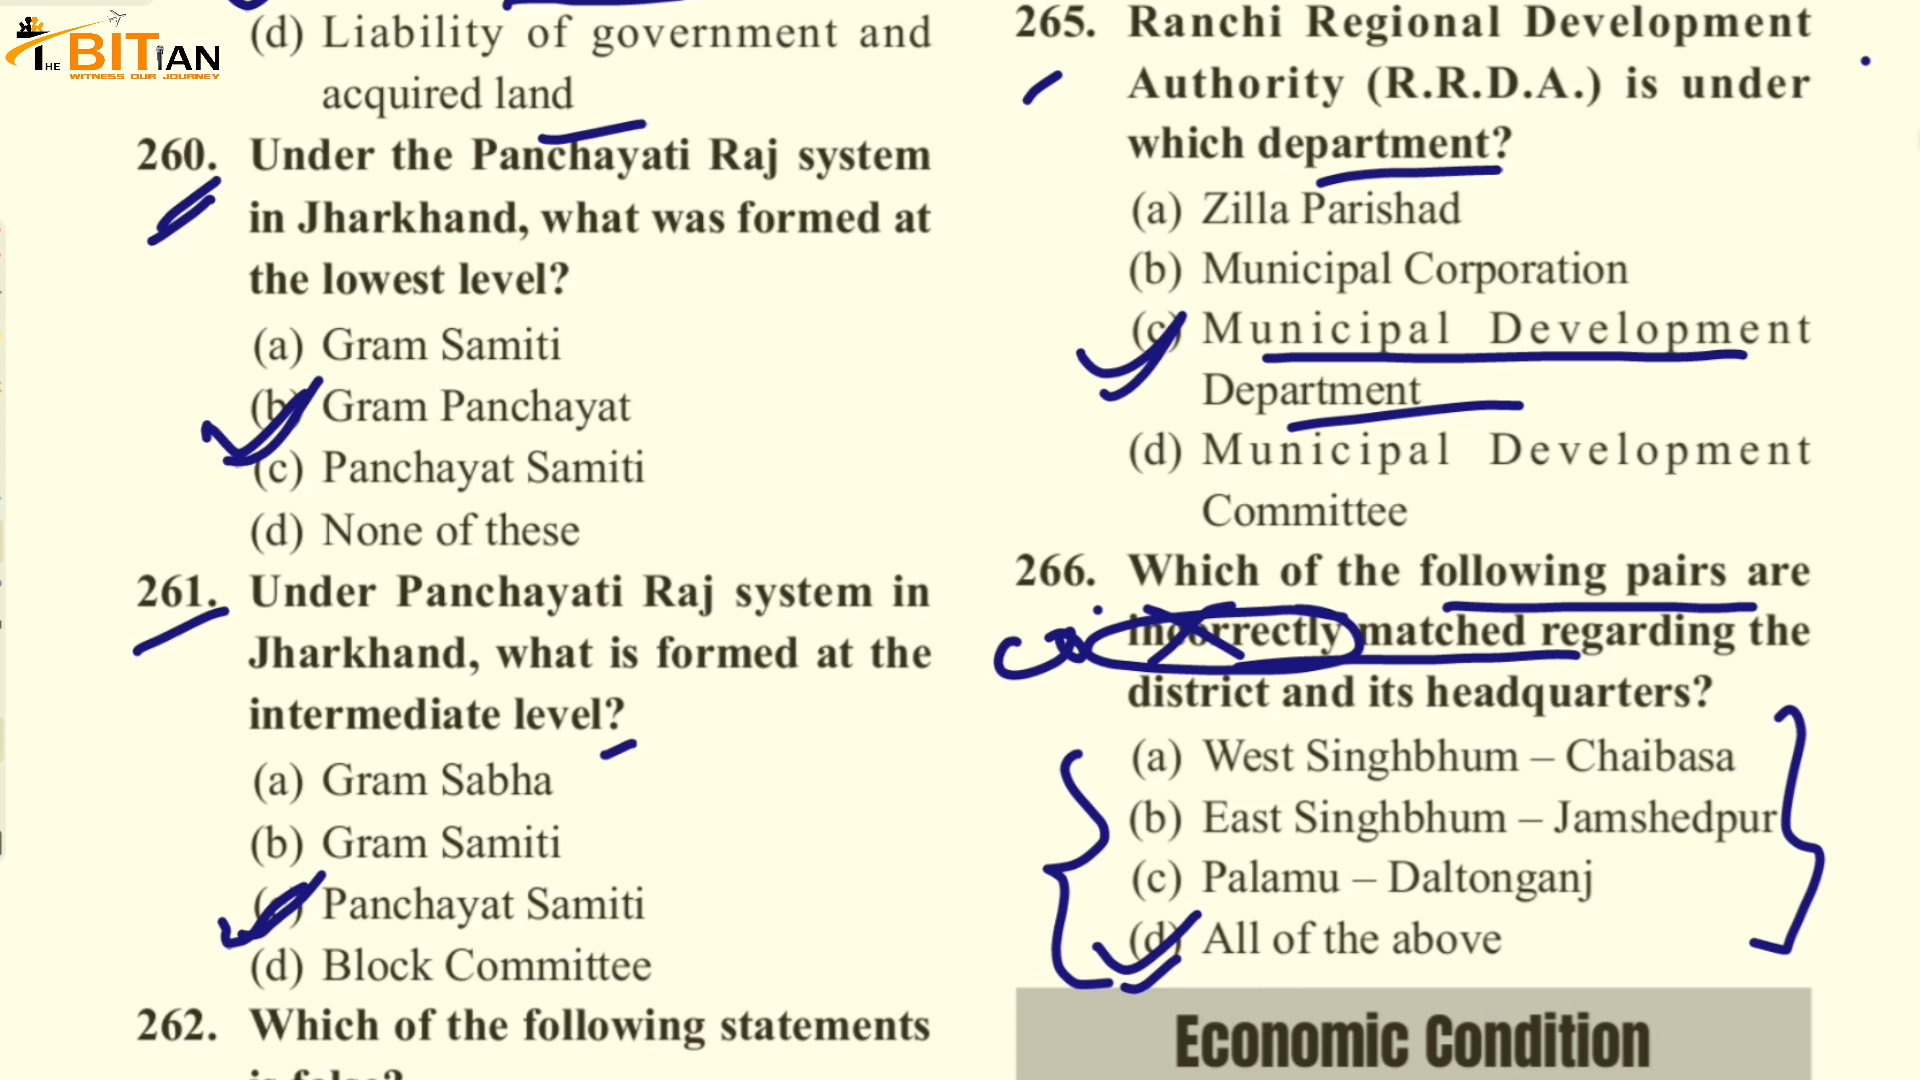 THE BITIAN
WITNESS OUR JOURNEY
(d) Liability of government and
acquired land
260. Under the Panchayati Raj system
in Jharkhand, what was formed at
the lowest level?
(a) Gram Samiti
(b) Gram Panchayat
(c) Panchayat Samiti
(d) None of these
261. Under Panchayati Raj system in
Jharkhand, what is formed at the
intermediate level?
(a) Gram Sabha
(b) Gram Samiti
(c) Panchayat Samiti
(d) Block Committee
262. Which of the following statements
is false?
265. Ranchi Regional Development
Authority (R.R.D.A.) is under
which department?
(a) Zilla Parishad
(b) Municipal Corporation
(c) Municipal Development
Department
(d) Municipal Development
Committee
266. Which of the following pairs are
incorrectly matched regarding the
district and its headquarters?
(a) West Singhbhum – Chaibasa
(b) East Singhbhum – Jamshedpur
(c) Palamu – Daltonganj
(d) All of the above
Economic Condition